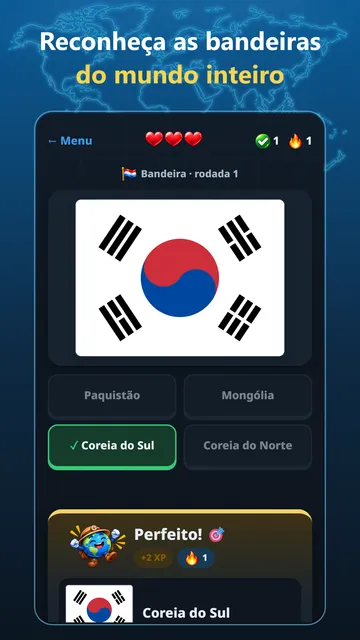 Reconheça as bandeiras
do mundo inteiro
← Menu
1
1
Bandeira · rodada 1
Paquistão
Mongólia
✓ Coreia do Sul
Coreia do Norte
Perfeito!
+2 XP
1
Coreia do Sul